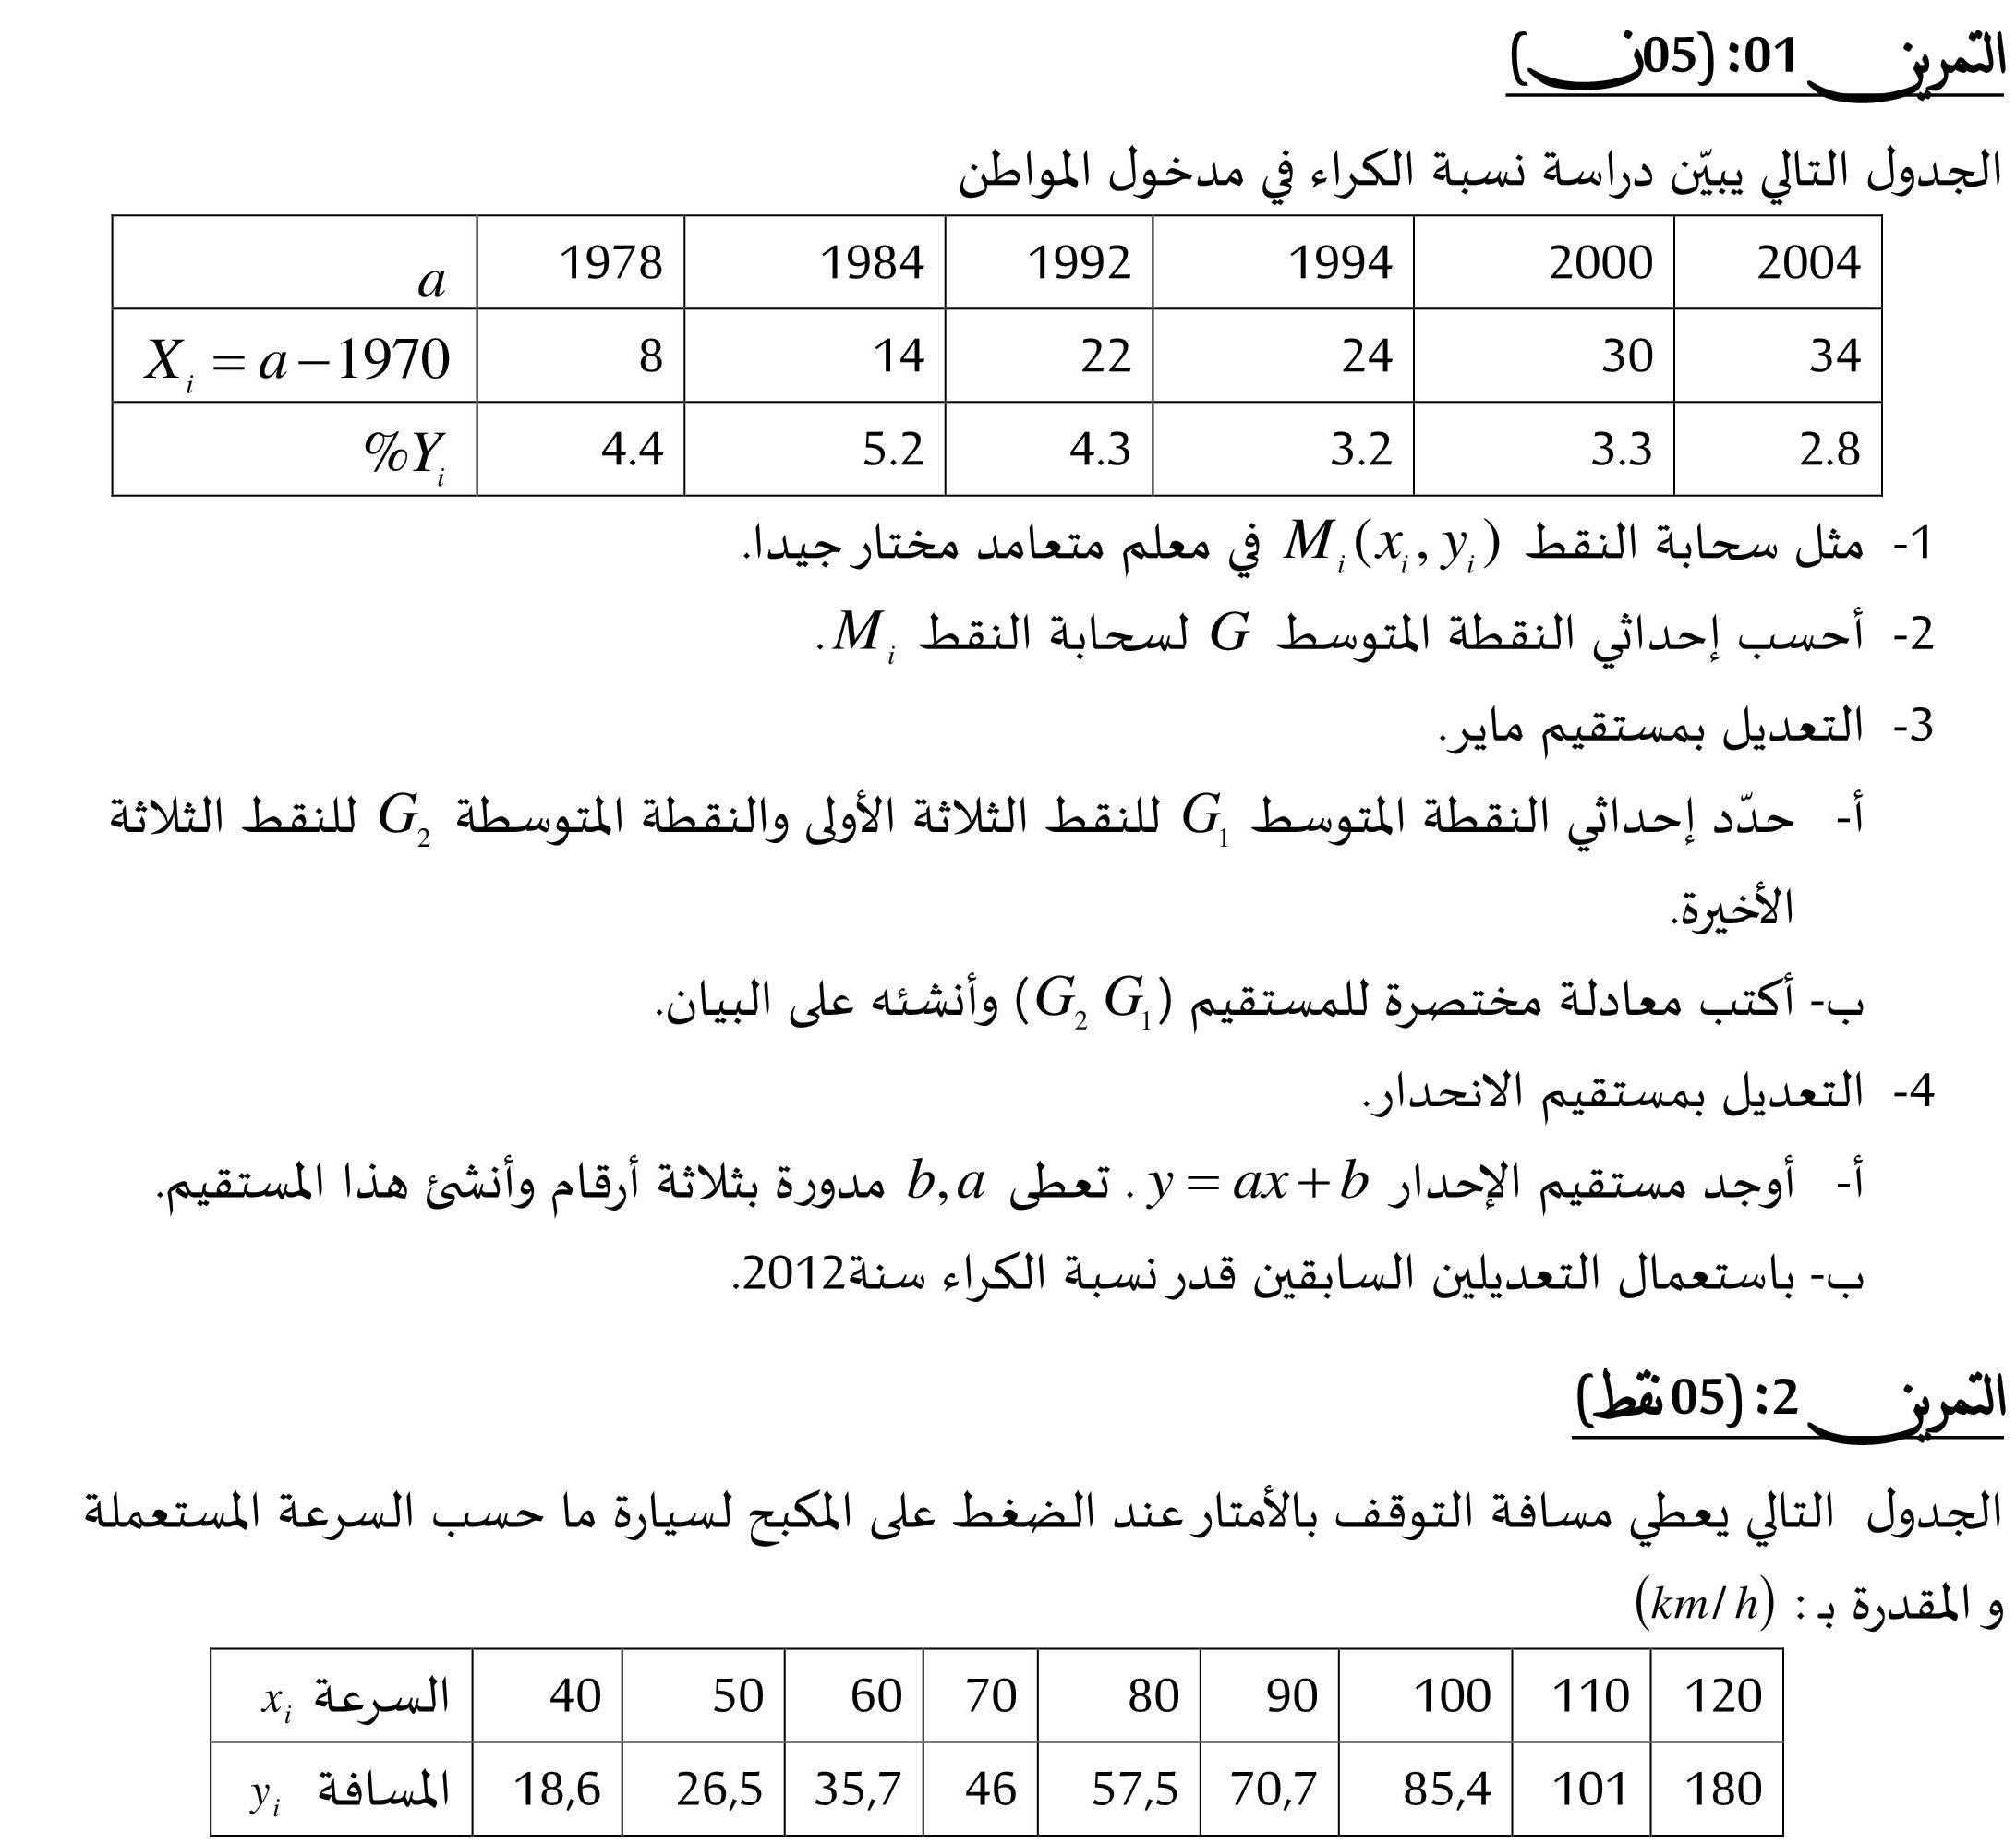 التمرين 01: (05ن)
الجدول التالي يبيّن دراسة نسبة الكراء في مدخول المواطن
a 1978 1984 1992 1994 2000 2004
X_i = a − 1970 8 14 22 24 30 34
%Y_i 4.4 5.2 4.3 3.2 3.3 2.8
1- مثل سحابة النقط M_i(x_i, y_i) في معلم متعامد مختار جيدا.
2- أحسب إحداثي النقطة المتوسط G لسحابة النقط M_i.
3- التعديل بمستقيم ماير.
أ- حدّد إحداثي النقطة المتوسط G_1 للنقط الثلاثة الأولى والنقطة المتوسطة G_2 للنقط الثلاثة
الأخيرة.
ب- أكتب معادلة مختصرة للمستقيم (G_2 G_1) وأنشئه على البيان.
4- التعديل بمستقيم الانحدار.
أ- أوجد مستقيم الإحدار y = ax + b. تعطى b, a مدورة بثلاثة أرقام وأنشئ هذا المستقيم.
ب- باستعمال التعديلين السابقين قدر نسبة الكراء سنة2012.
التمرين 2: (05 نقط)
الجدول التالي يعطي مسافة التوقف بالأمتار عند الضغط على المكبح لسيارة ما حسب السرعة المستعملة
و المقدرة بـ : (km/h)
السرعة x_i 40 50 60 70 80 90 100 110 120
المسافة y_i 18,6 26,5 35,7 46 57,5 70,7 85,4 101 180